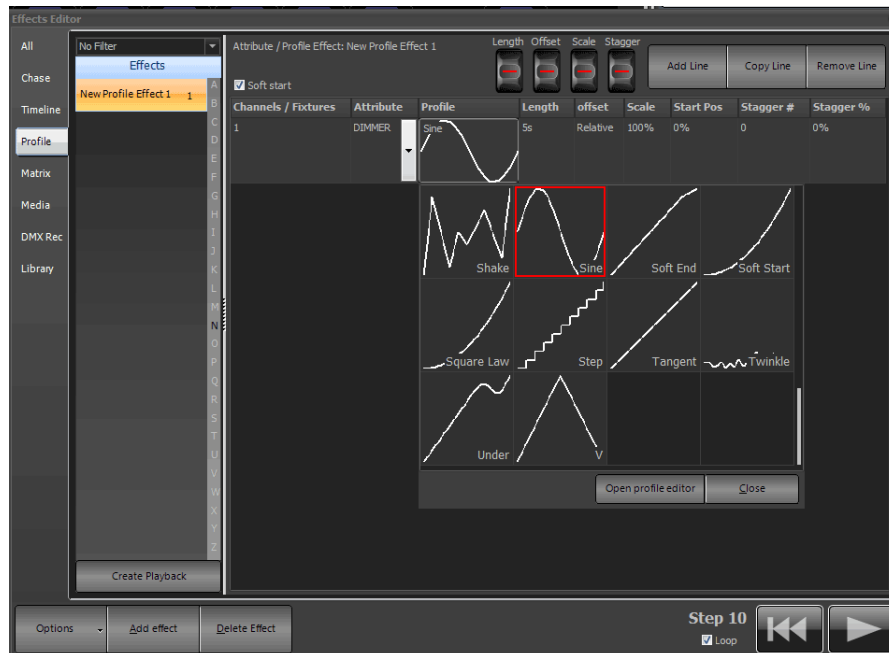 Effects Editor
All
Chase
Timeline
Profile
Matrix
Media
DMX Rec
Library
No Filter
Effects
New Profile Effect 1 1
A
B
C
D
E
F
G
H
I
J
K
L
M
N
O
P
Q
R
S
T
U
V
W
X
Y
Z
Create Playback
Attribute / Profile Effect: New Profile Effect 1
Length Offset Scale Stagger
Add Line Copy Line Remove Line
Soft start
Channels / Fixtures Attribute Profile Length offset Scale Start Pos Stagger # Stagger %
1 DIMMER Sine 5s Relative 100% 0% 0 0%
Shake Sine Soft End Soft Start
Square Law Step Tangent Twinkle
Under V
Open profile editor Close
Options Add effect Delete Effect
Step 10
Loop